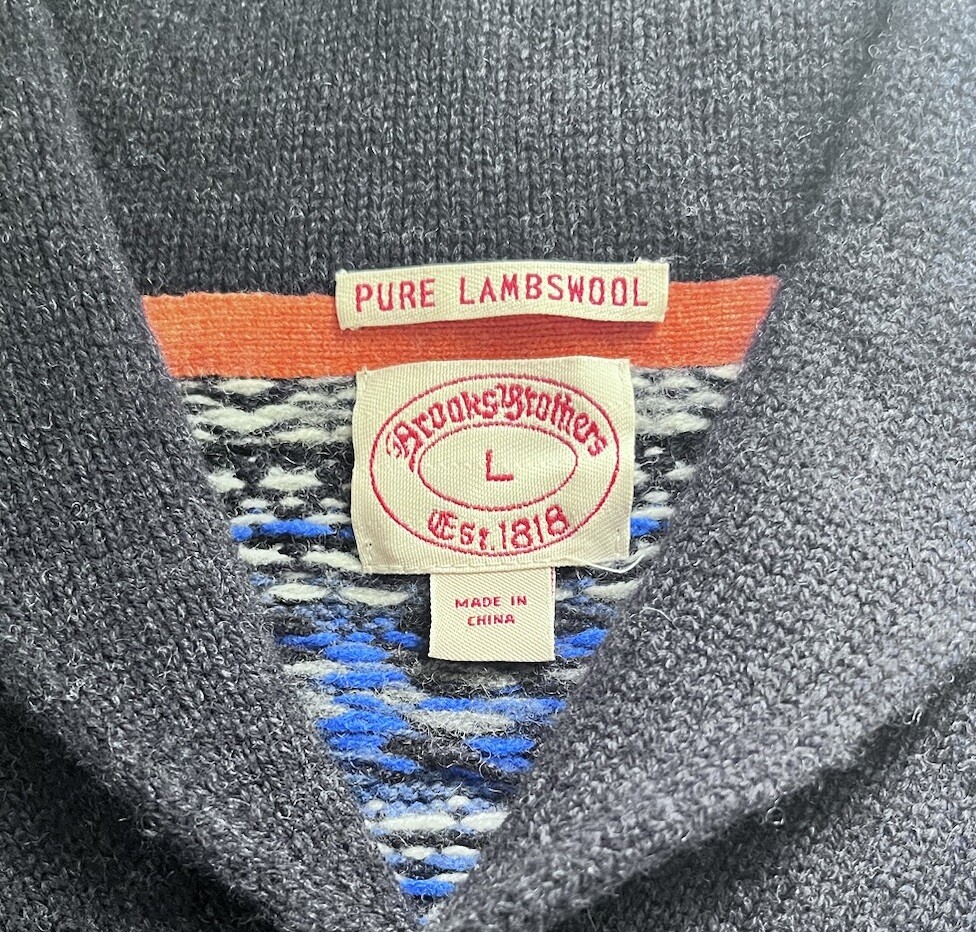 PURE LAMBSWOOL
Brooks Brothers
L
Est. 1818
MADE IN
CHINA